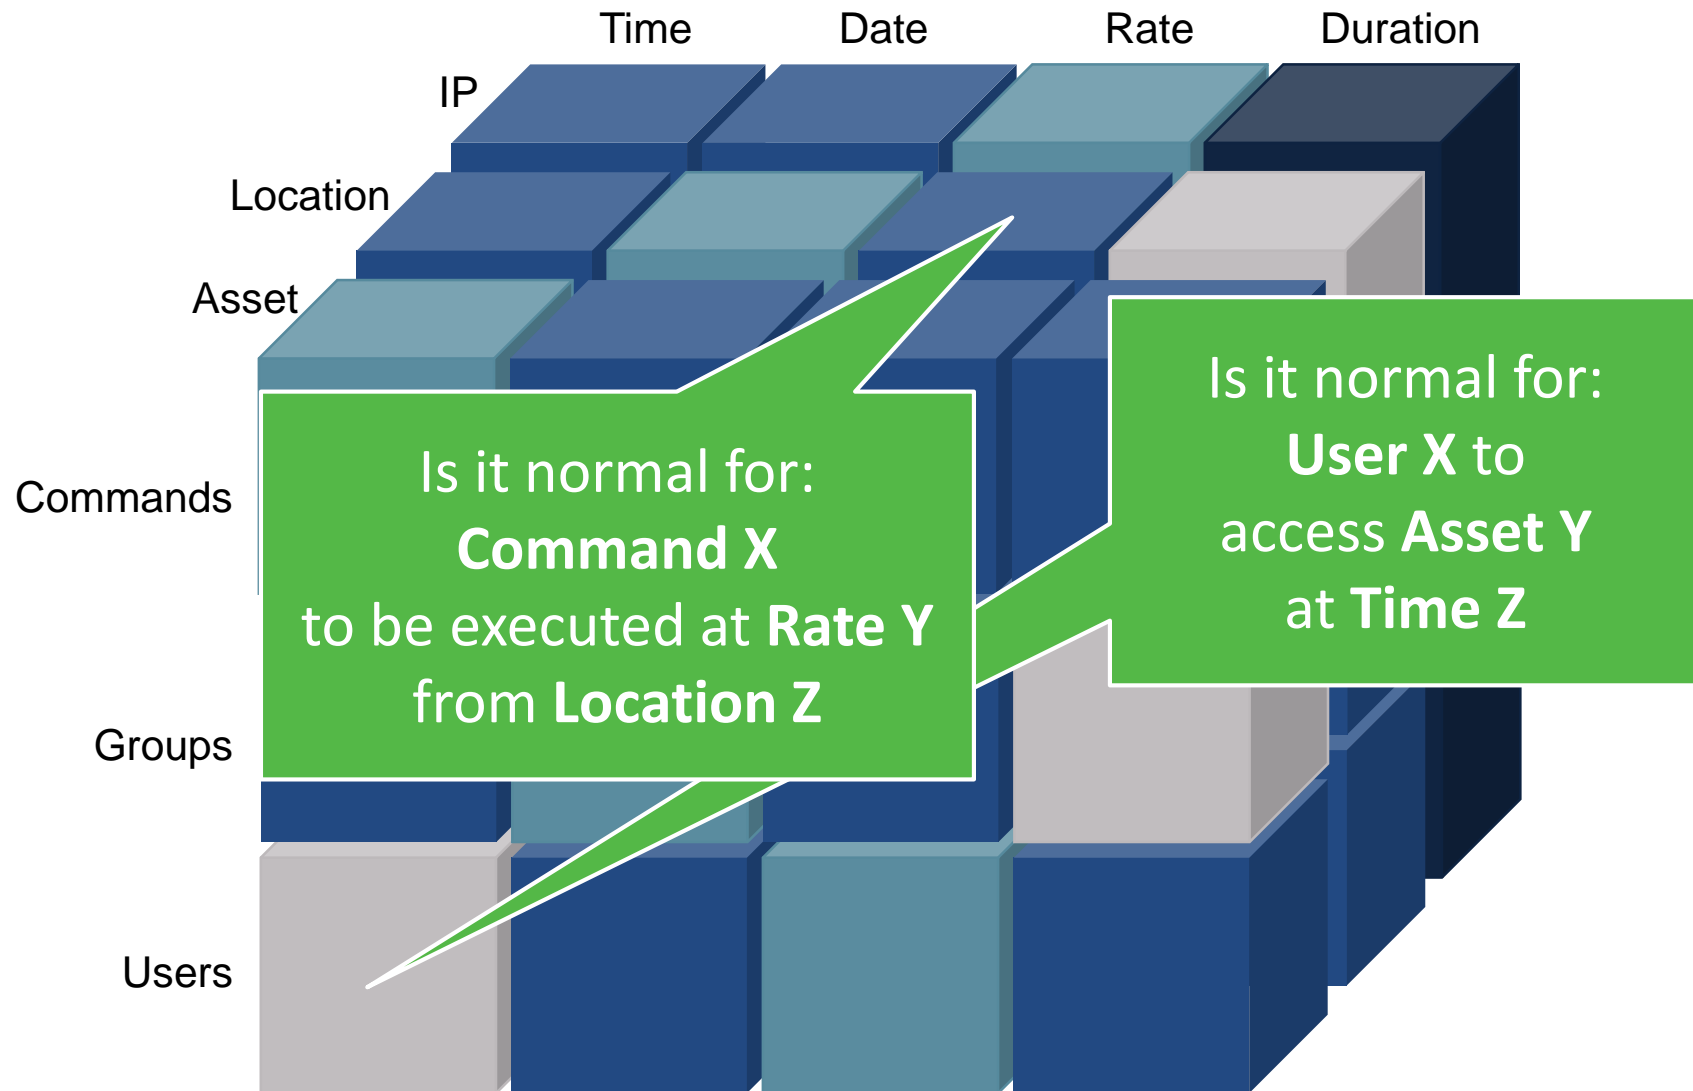 Time
Date
Rate
Duration
IP
Location
Asset
Commands
Groups
Users
Is it normal for:
Command X
to be executed at Rate Y
from Location Z
Is it normal for:
User X to
access Asset Y
at Time Z